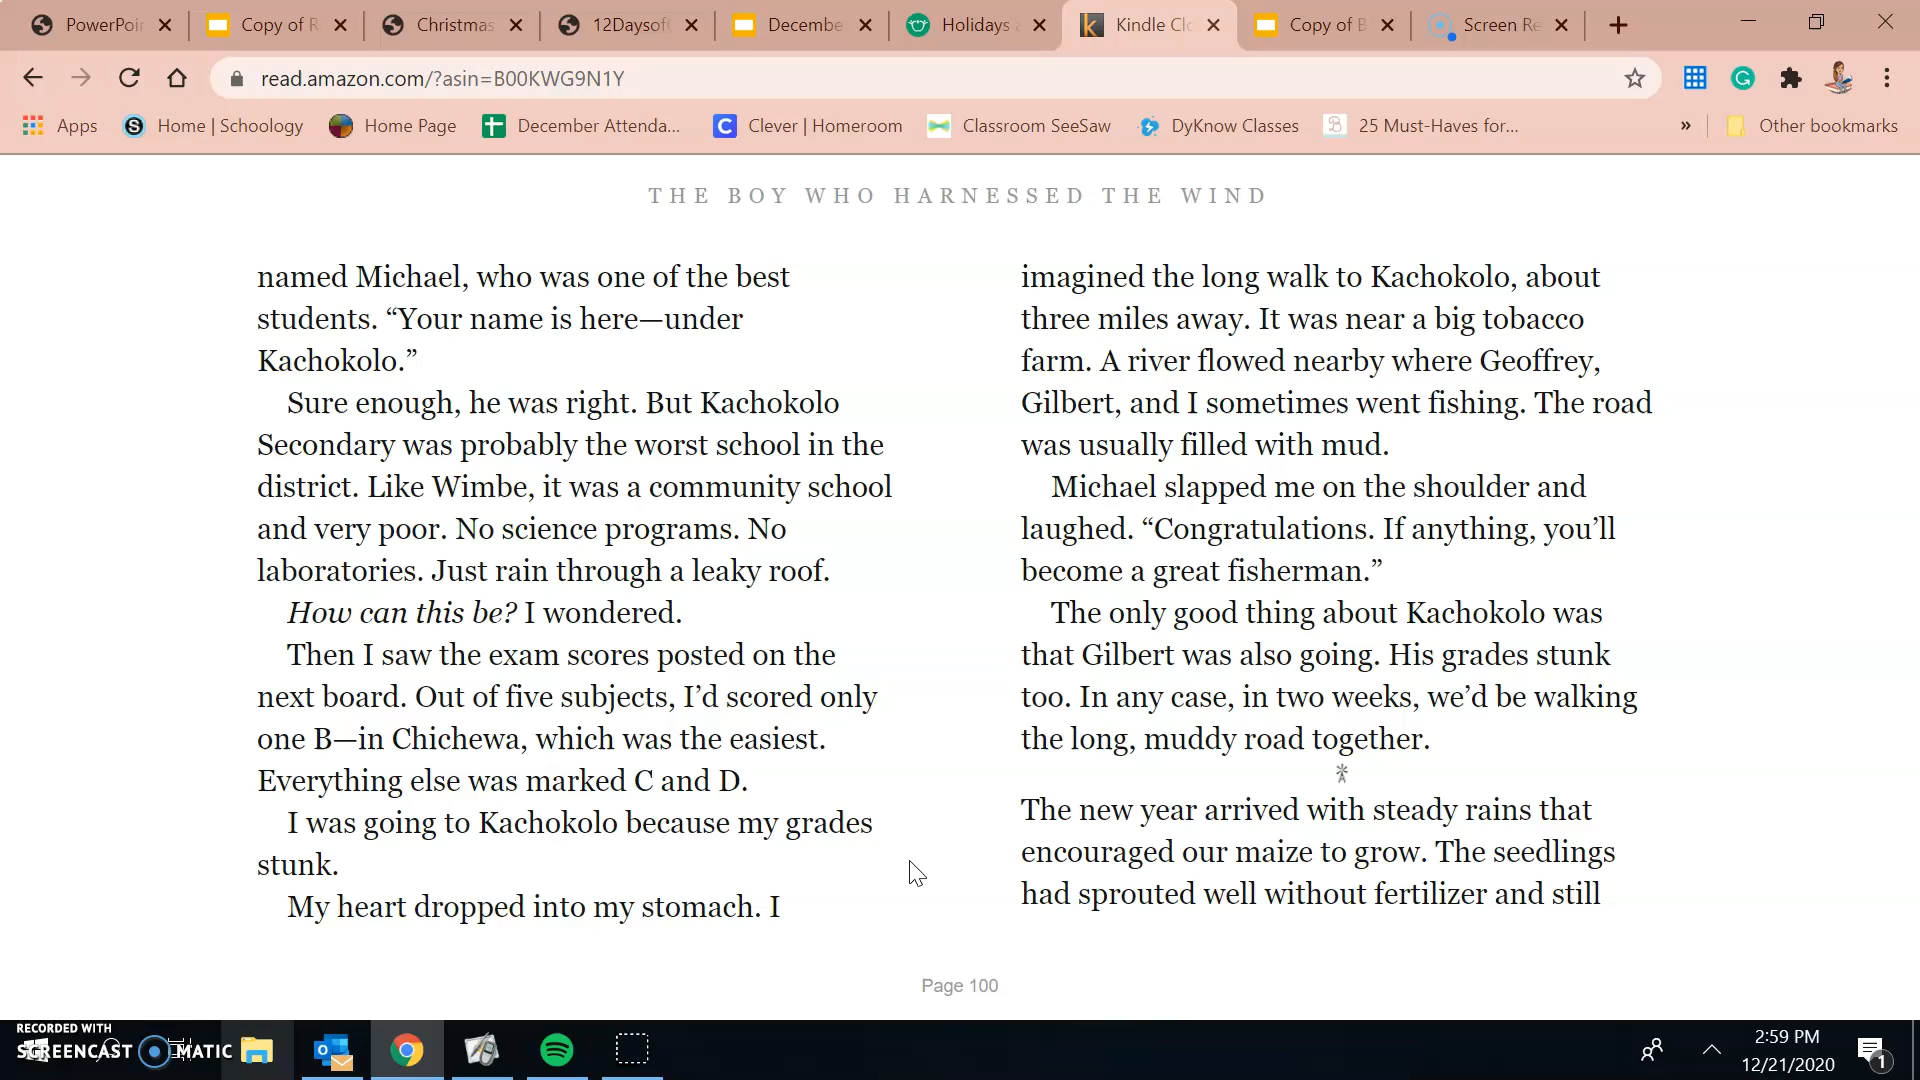 PowerPoin
Copy of R
Christmas
12Daysof
Decembe
Holidays
Kindle Clo
Copy of B
Screen Re
read.amazon.com/?asin=B00KWG9N1Y
Apps
Home | Schoology
Home Page
December Attenda...
Clever | Homeroom
Classroom SeeSaw
DyKnow Classes
25 Must-Haves for...
»
Other bookmarks
THE BOY WHO HARNESSED THE WIND
named Michael, who was one of the best
students. “Your name is here—under
Kachokolo.”
Sure enough, he was right. But Kachokolo
Secondary was probably the worst school in the
district. Like Wimbe, it was a community school
and very poor. No science programs. No
laboratories. Just rain through a leaky roof.
How can this be? I wondered.
Then I saw the exam scores posted on the
next board. Out of five subjects, I’d scored only
one B—in Chichewa, which was the easiest.
Everything else was marked C and D.
I was going to Kachokolo because my grades
stunk.
My heart dropped into my stomach. I
imagined the long walk to Kachokolo, about
three miles away. It was near a big tobacco
farm. A river flowed nearby where Geoffrey,
Gilbert, and I sometimes went fishing. The road
was usually filled with mud.
Michael slapped me on the shoulder and
laughed. “Congratulations. If anything, you’ll
become a great fisherman.”
The only good thing about Kachokolo was
that Gilbert was also going. His grades stunk
too. In any case, in two weeks, we’d be walking
the long, muddy road together.
The new year arrived with steady rains that
encouraged our maize to grow. The seedlings
had sprouted well without fertilizer and still
Page 100
RECORDED WITH
SCREENCAST MATIC
2:59 PM
12/21/2020
1